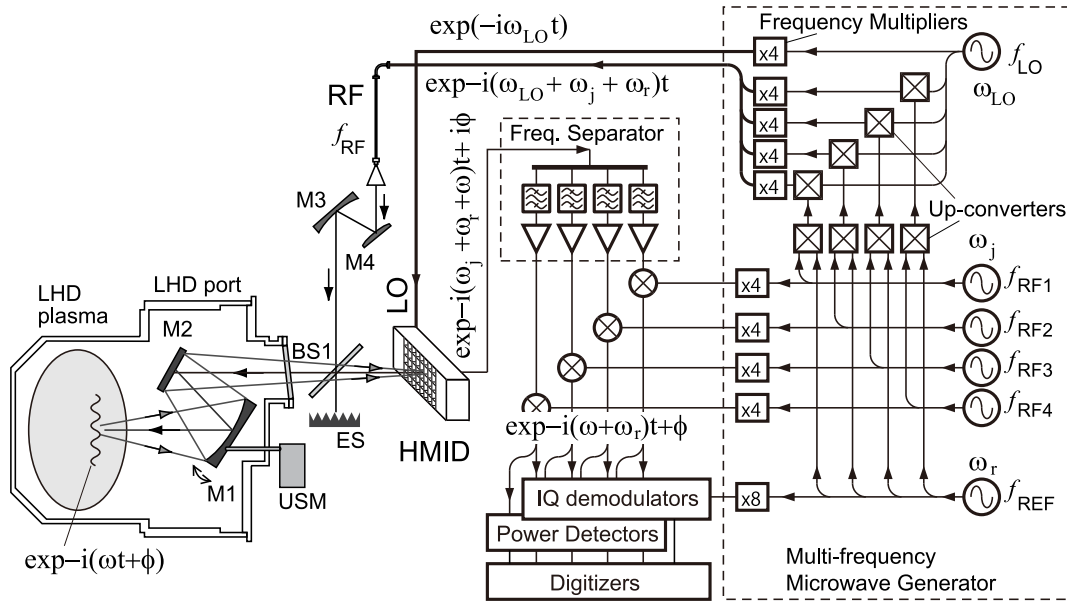 exp(-iω_LO t)
Frequency Multipliers
x4
f_LO
ω_LO
exp−i(ω_LO + ω_j + ω_r)t
RF
f_RF
x4
x4
x4
x4
Freq. Separator
exp−i(ω_j +ω_r +ω)t+ iϕ
Up-converters
M3
M4
ω_j
x4
f_RF1
x4
f_RF2
x4
f_RF3
x4
f_RF4
LHD port
LHD
plasma
M2
BS1
LO
HMID
ES
M1
USM
exp−i(ωt+ϕ)
exp−i(ω+ω_r)t+ϕ
IQ demodulators
x8
ω_r
f_REF
Power Detectors
Digitizers
Multi-frequency
Microwave Generator